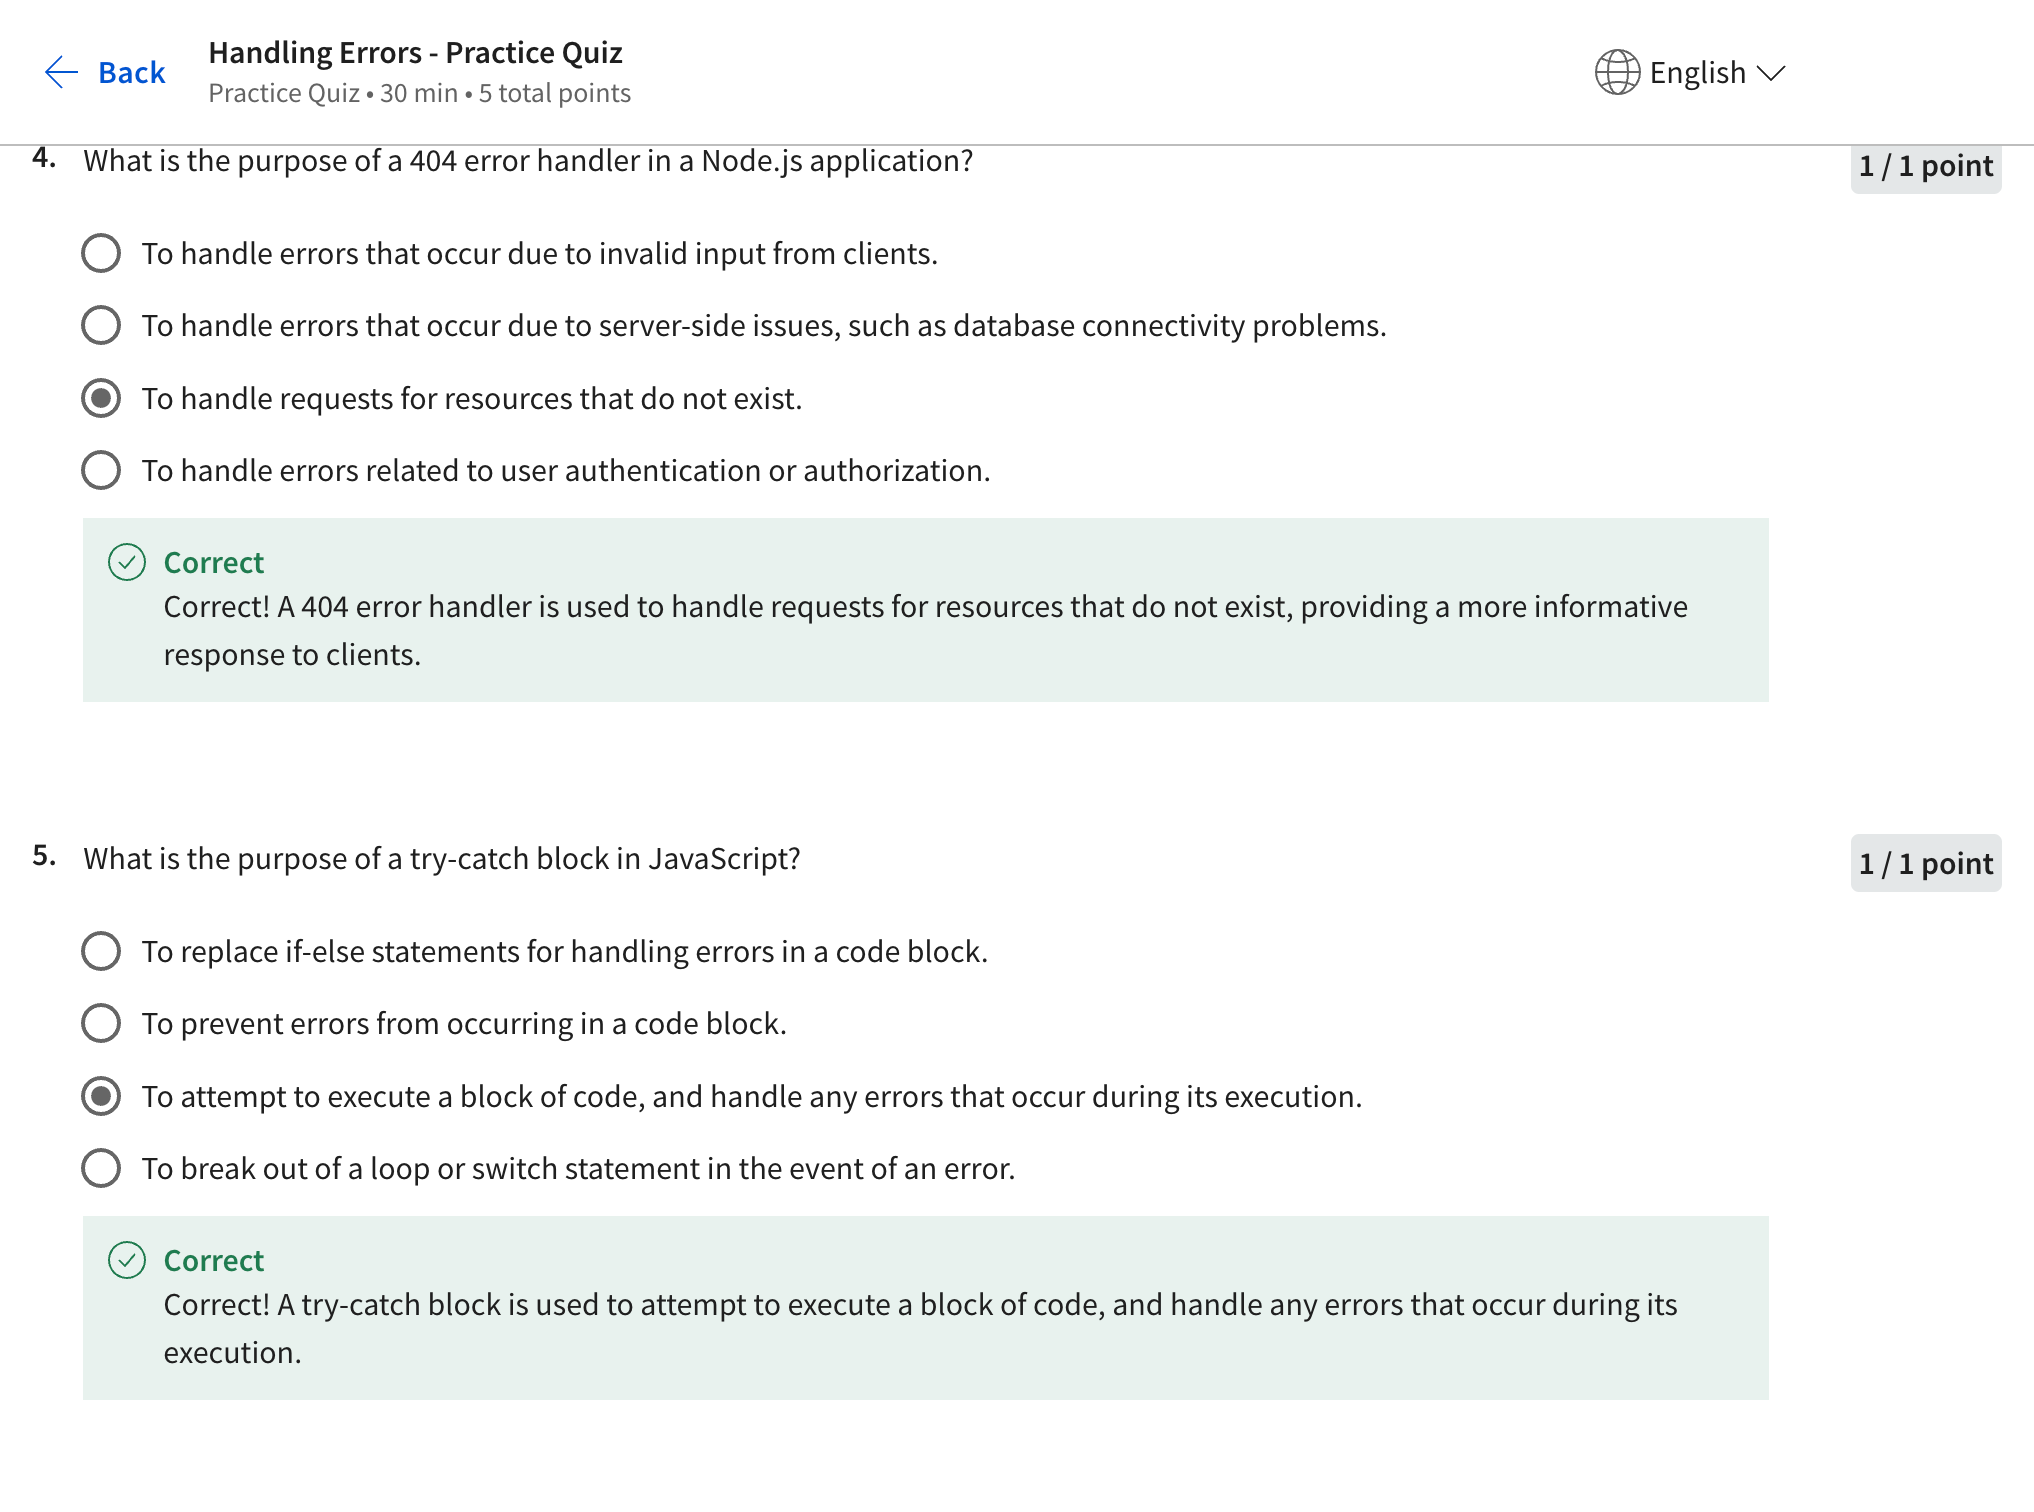 Back
Handling Errors - Practice Quiz
Practice Quiz • 30 min • 5 total points
English
4. What is the purpose of a 404 error handler in a Node.js application?
1 / 1 point
To handle errors that occur due to invalid input from clients.
To handle errors that occur due to server-side issues, such as database connectivity problems.
To handle requests for resources that do not exist.
To handle errors related to user authentication or authorization.
Correct
Correct! A 404 error handler is used to handle requests for resources that do not exist, providing a more informative
response to clients.
5. What is the purpose of a try-catch block in JavaScript?
1 / 1 point
To replace if-else statements for handling errors in a code block.
To prevent errors from occurring in a code block.
To attempt to execute a block of code, and handle any errors that occur during its execution.
To break out of a loop or switch statement in the event of an error.
Correct
Correct! A try-catch block is used to attempt to execute a block of code, and handle any errors that occur during its
execution.